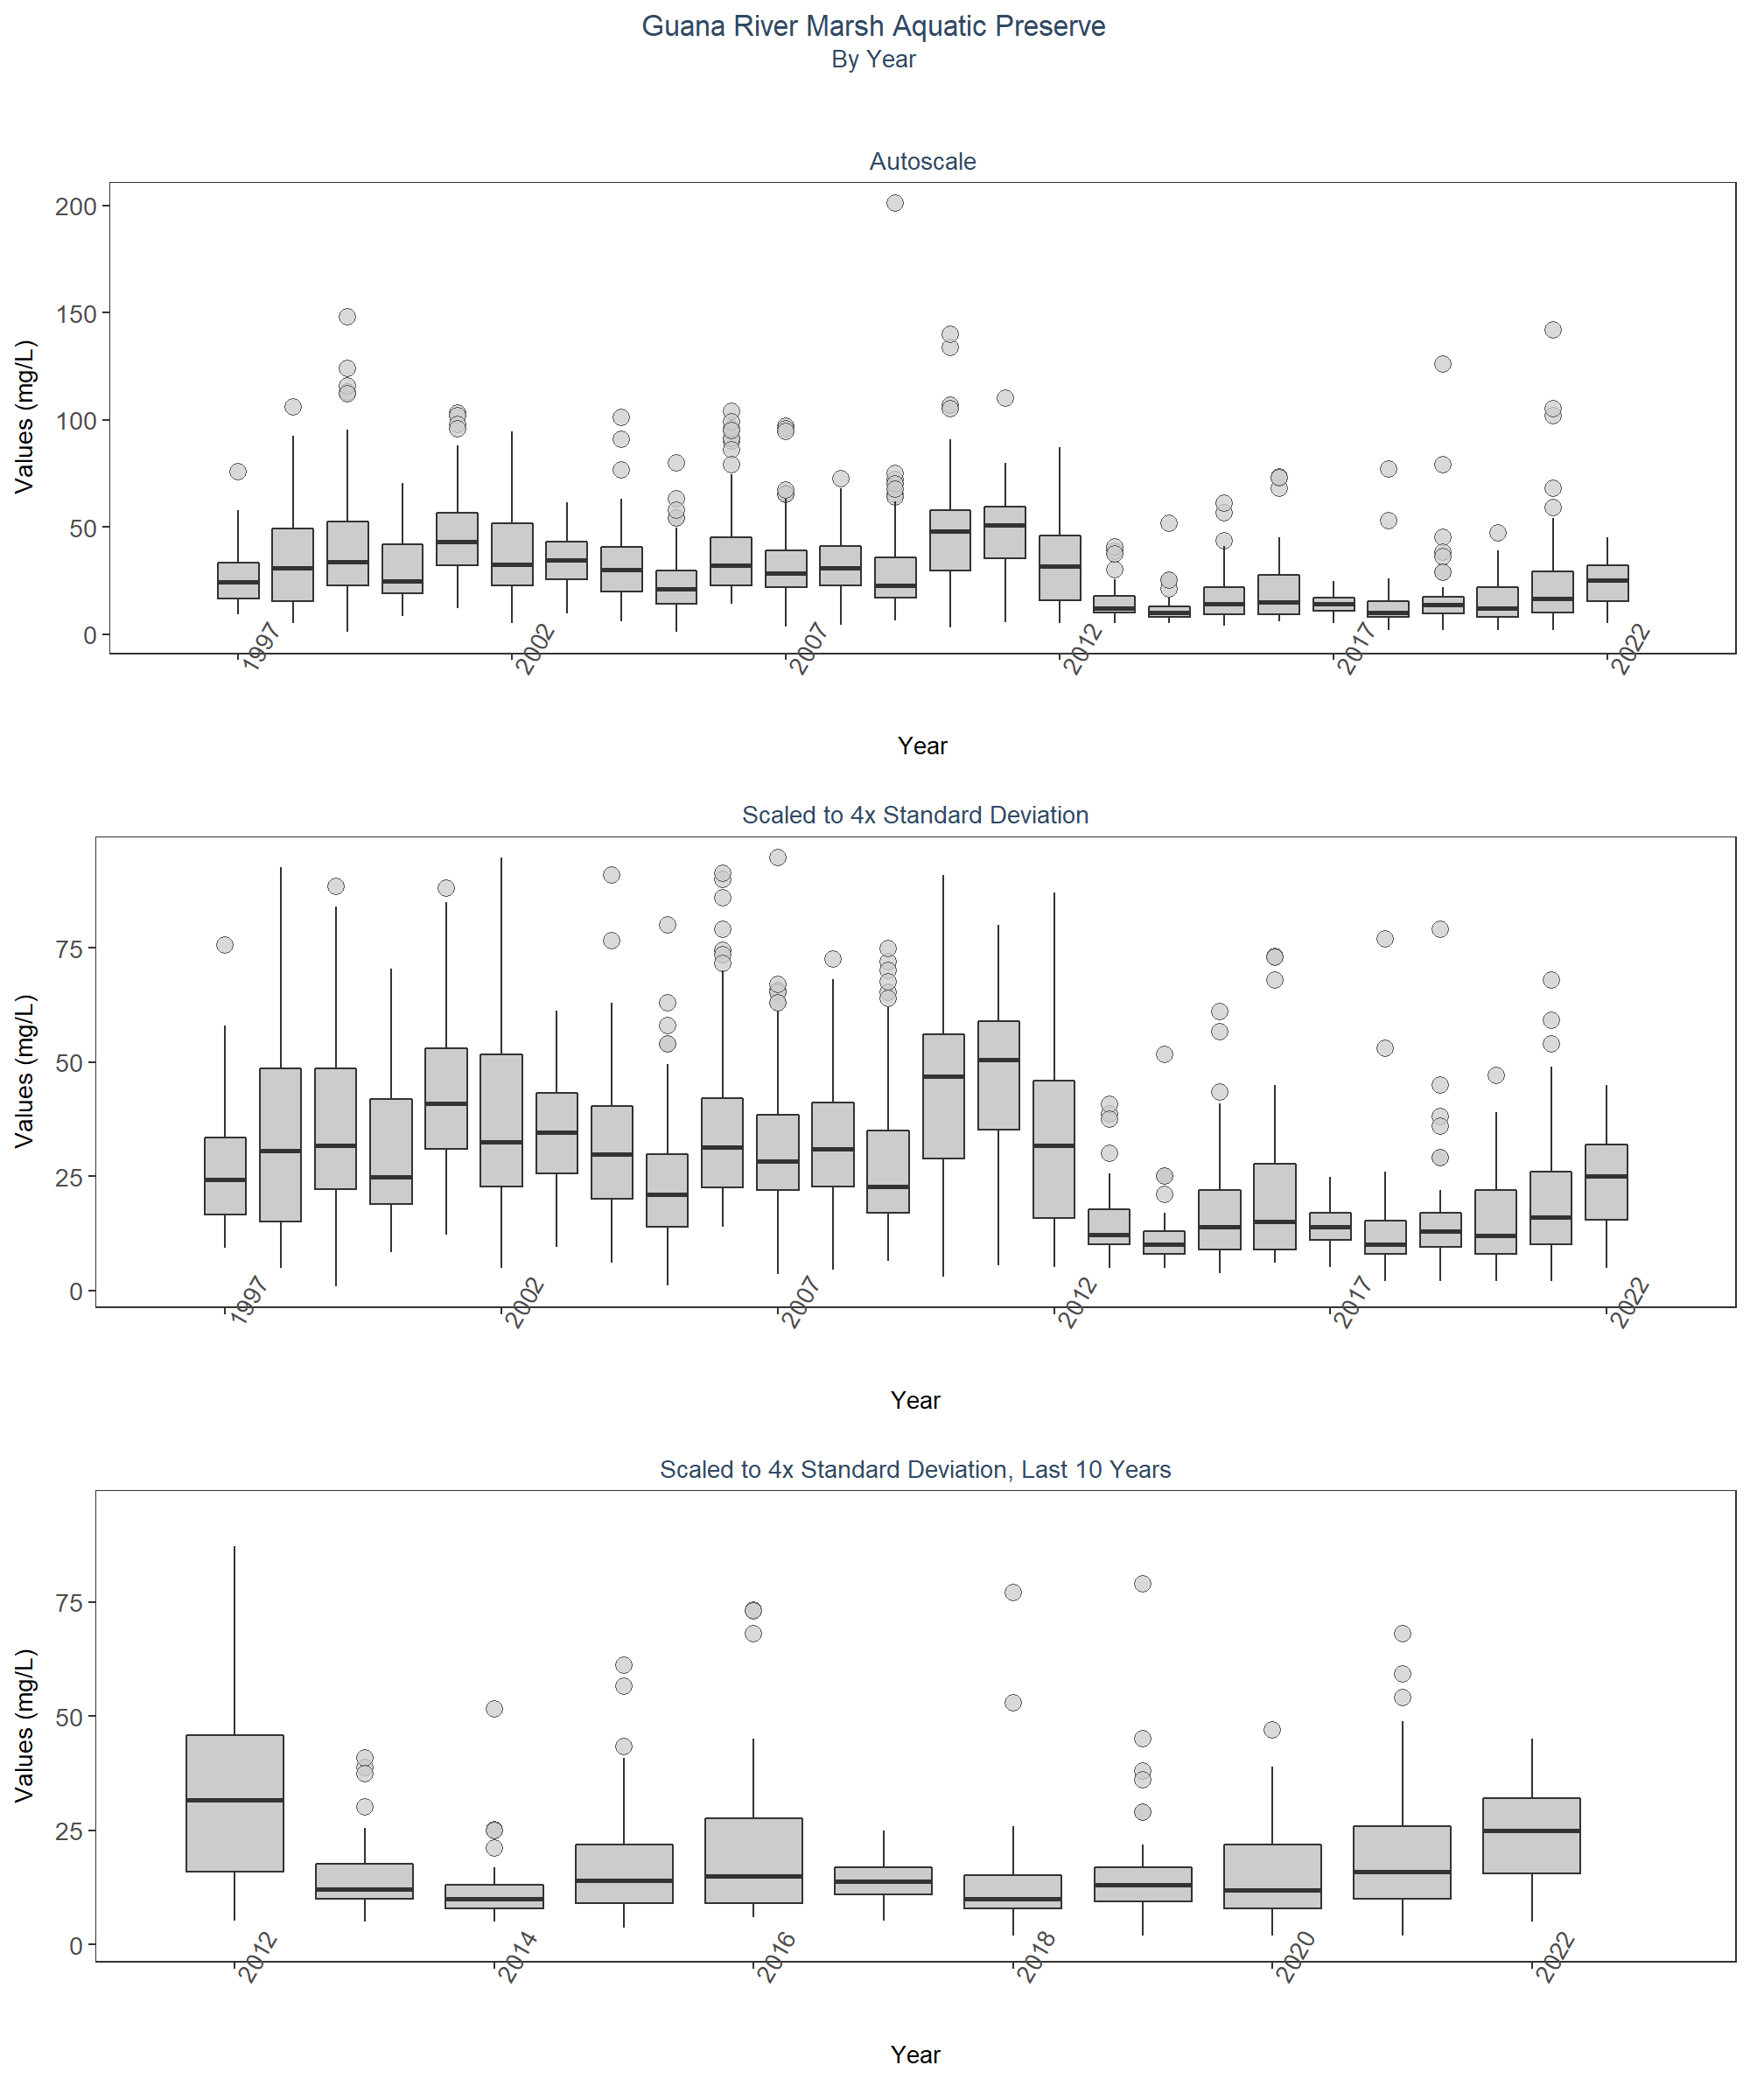 Guana River Marsh Aquatic Preserve
By Year
Autoscale
Values (mg/L)
200
150
100
50
0
1997
2002
2007
2012
2017
2022
Year
Scaled to 4x Standard Deviation
Values (mg/L)
75
50
25
0
1997
2002
2007
2012
2017
2022
Year
Scaled to 4x Standard Deviation, Last 10 Years
Values (mg/L)
75
50
25
0
2012
2014
2016
2018
2020
2022
Year